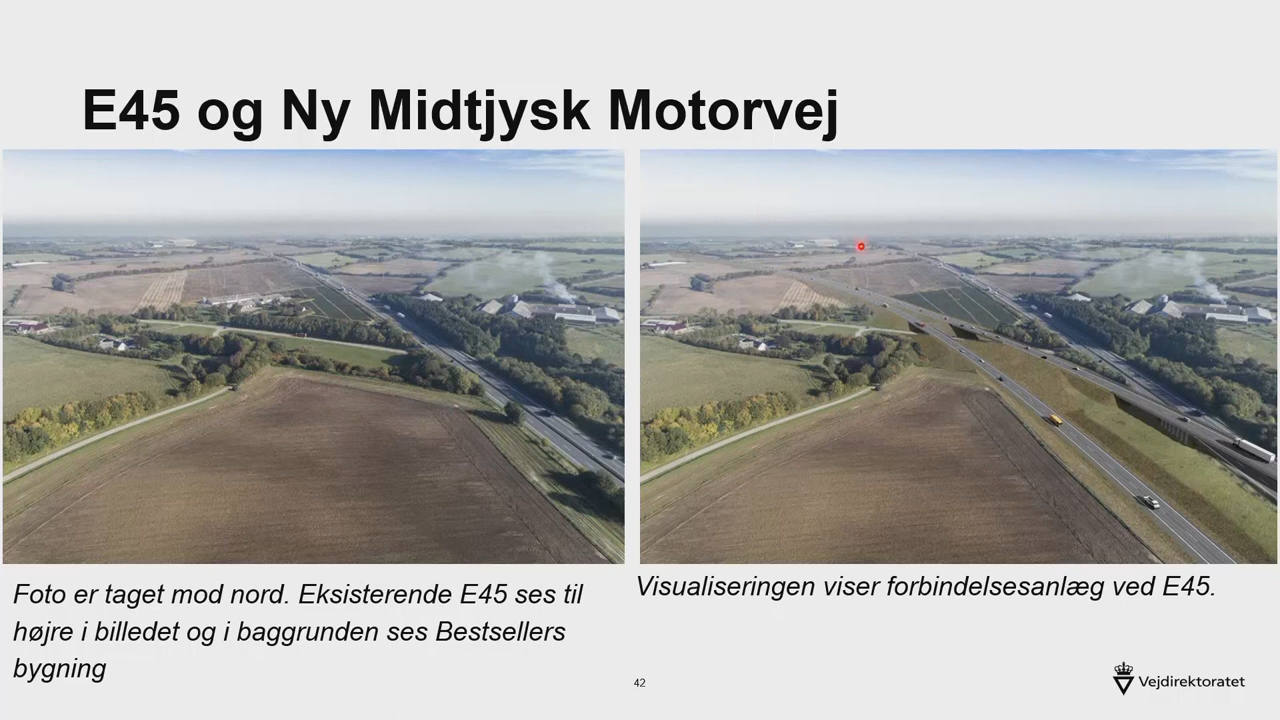 E45 og Ny Midtjysk Motorvej
Foto er taget mod nord. Eksisterende E45 ses til
højre i billedet og i baggrunden ses Bestsellers
bygning
Visualiseringen viser forbindelsesanlæg ved E45.
42
Vejdirektoratet